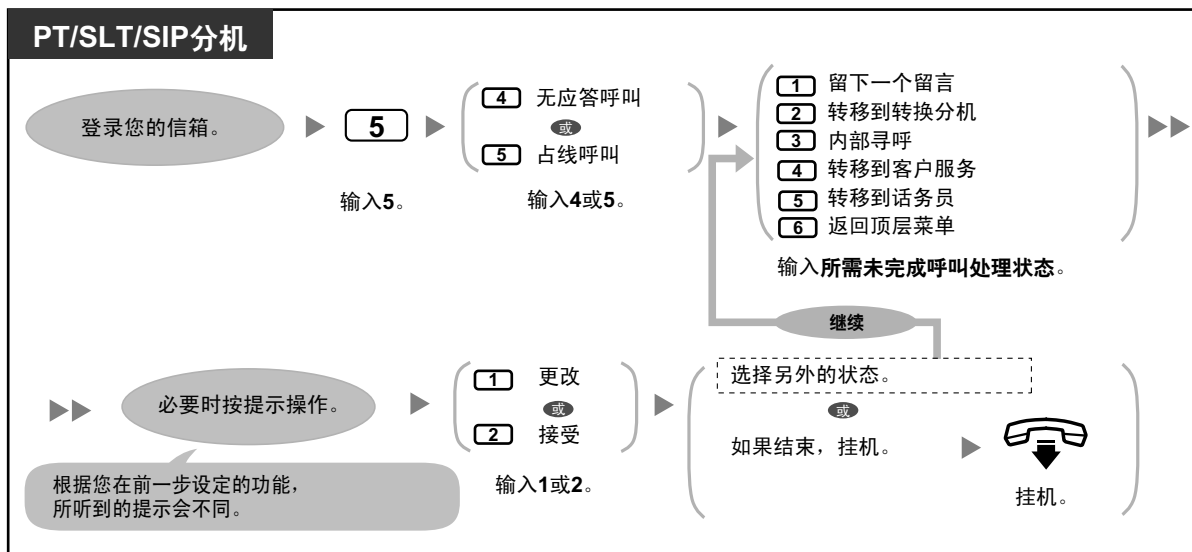 PT/SLT/SIP分机
登录您的信箱。
5
输入5。
4 无应答呼叫
或
5 占线呼叫
输入4或5。
1 留下一个留言
2 转移到转换分机
3 内部寻呼
4 转移到客户服务
5 转移到话务员
6 返回顶层菜单
输入所需未完成呼叫处理状态。
继续
必要时按提示操作。
根据您在前一步设定的功能，
所听到的提示会不同。
1 更改
或
2 接受
输入1或2。
选择另外的状态。
或
如果结束，挂机。
挂机。